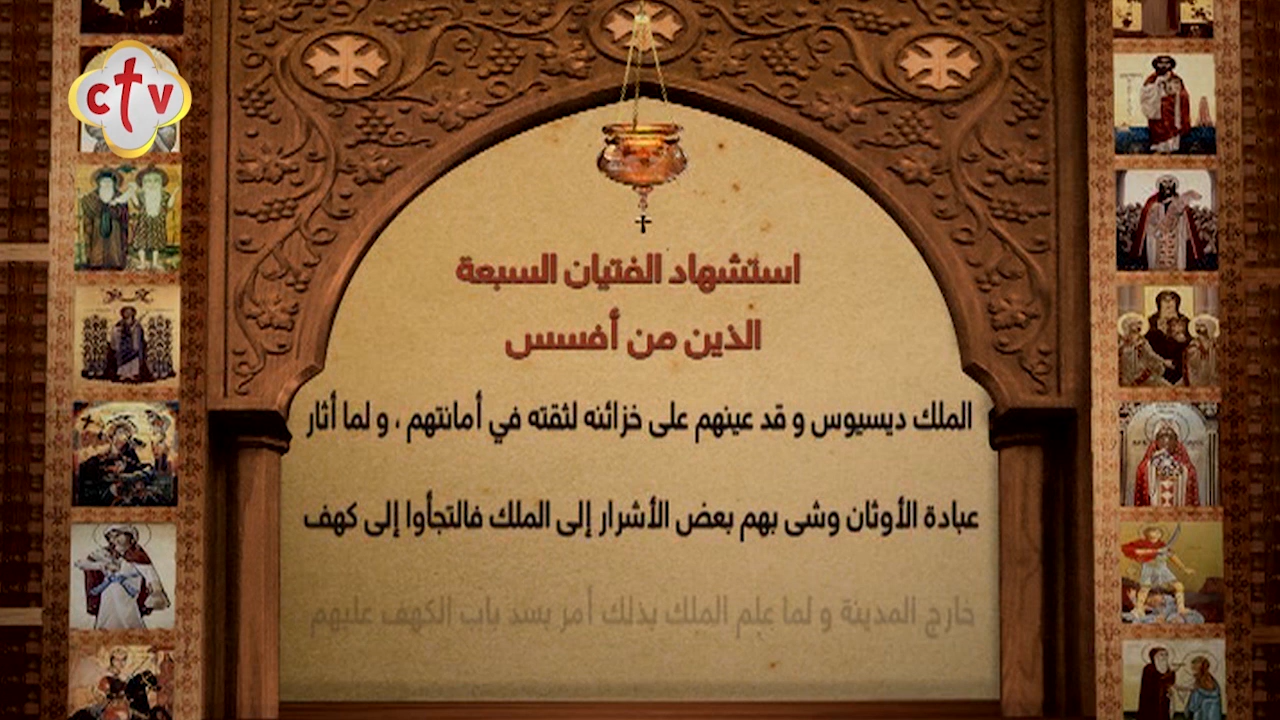 ctv
استشهاد الفتيان السبعة
الذين من أفسس
الملك ديسيوس و قد عينهم على خزائنه لثقته في أمانتهم ، و لما أثار
عبادة الأوثان وشى بهم بعض الأشرار إلى الملك فالتجأوا إلى كهف
خارج المدينة و لما علم الملك بذلك أمر بسد باب الكهف عليهم